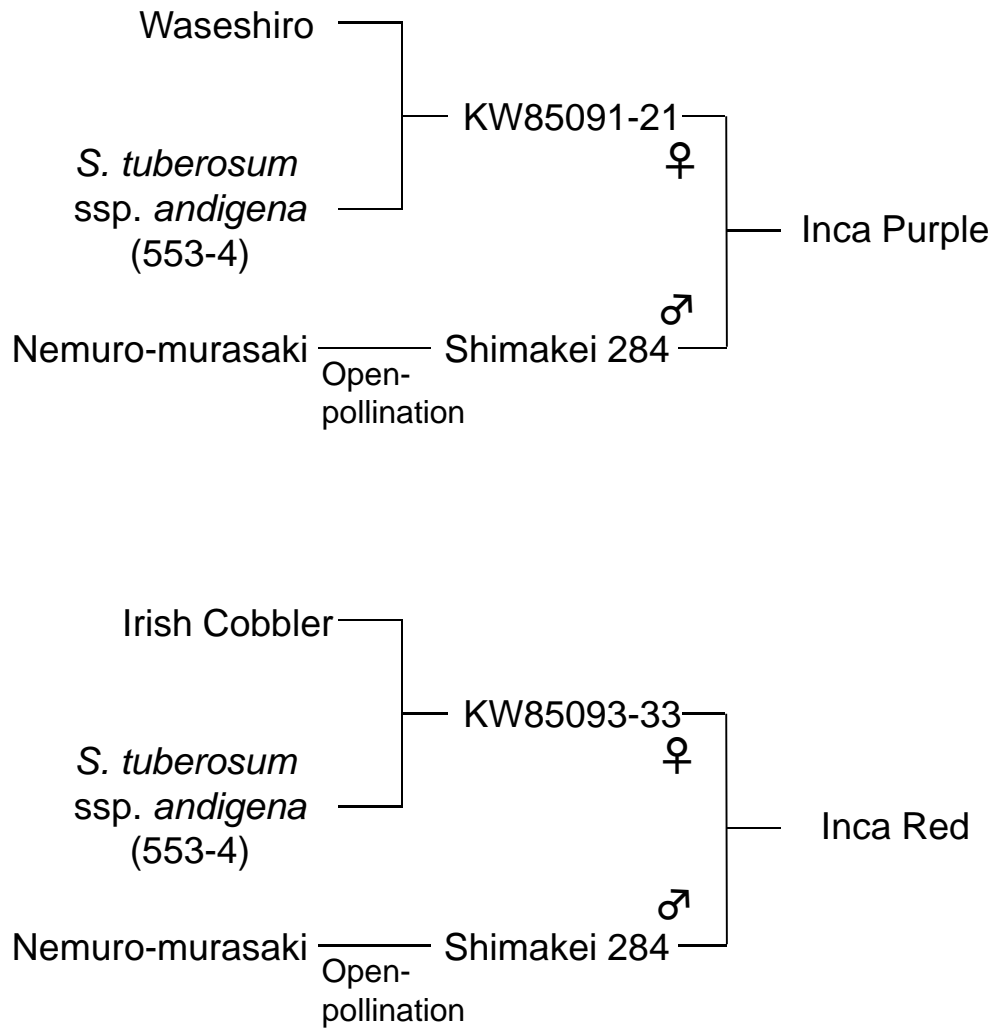 Waseshiro
KW85091-21
♀
S. tuberosum
ssp. andigena
(553-4)
Inca Purple
♂
Nemuro-murasaki
Shimakei 284
Open-
pollination
Irish Cobbler
KW85093-33
♀
S. tuberosum
ssp. andigena
(553-4)
Inca Red
♂
Nemuro-murasaki
Shimakei 284
Open-
pollination